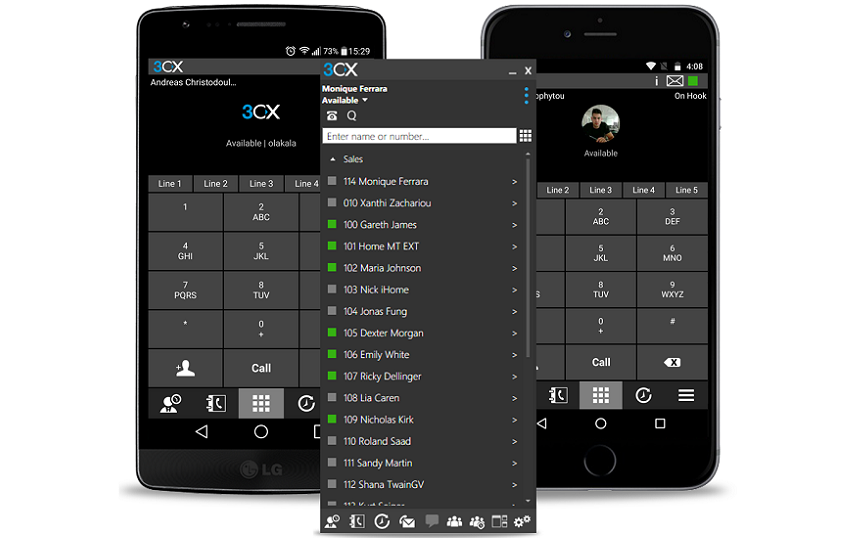 73% 15:29
3CX
Andreas Christodoul...
3CX
Available | olakala
Line 1 Line 2 Line 3 Line 4
1
2
ABC
4
GHI
5
JKL
7
PQRS
8
TUV
*
0
+
Call
LG
3CX
Monique Ferrara
Available
Enter name or number...
Sales
114 Monique Ferrara >
010 Xanthi Zachariou >
100 Gareth James >
101 Home MT EXT >
102 Maria Johnson >
103 Nick iHome >
104 Jonas Fung >
105 Dexter Morgan >
106 Emily White >
107 Ricky Dellinger >
108 Lia Caren >
109 Nicholas Kirk >
110 Roland Saad >
111 Sandy Martin >
112 Shana TwainGV >
4:08
ophytou On Hook
Available
Line 2 Line 3 Line 4 Line 5
2
ABC
3
DEF
5
JKL
6
MNO
S
8
TUV
9
WXYZ
0
+
#
Call